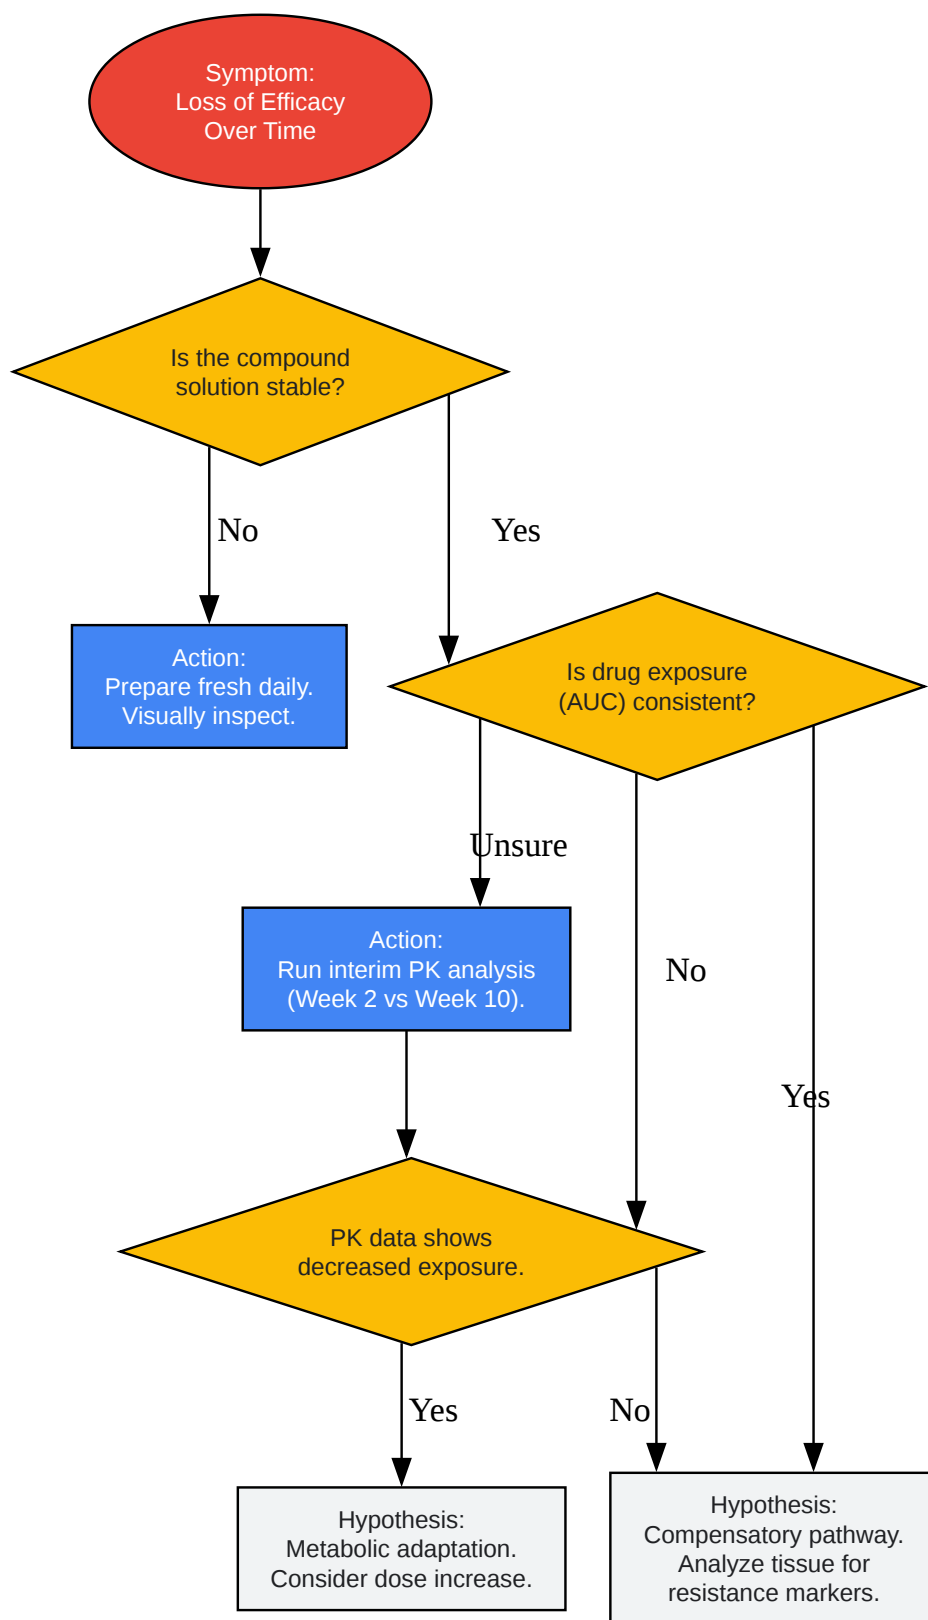 Symptom:
Loss of Efficacy
Over Time
Is the compound
solution stable?
No
Yes
Action:
Prepare fresh daily.
Visually inspect.
Is drug exposure
(AUC) consistent?
Unsure
Action:
Run interim PK analysis
(Week 2 vs Week 10).
No
Yes
PK data shows
decreased exposure.
Yes
No
Hypothesis:
Metabolic adaptation.
Consider dose increase.
Hypothesis:
Compensatory pathway.
Analyze tissue for
resistance markers.